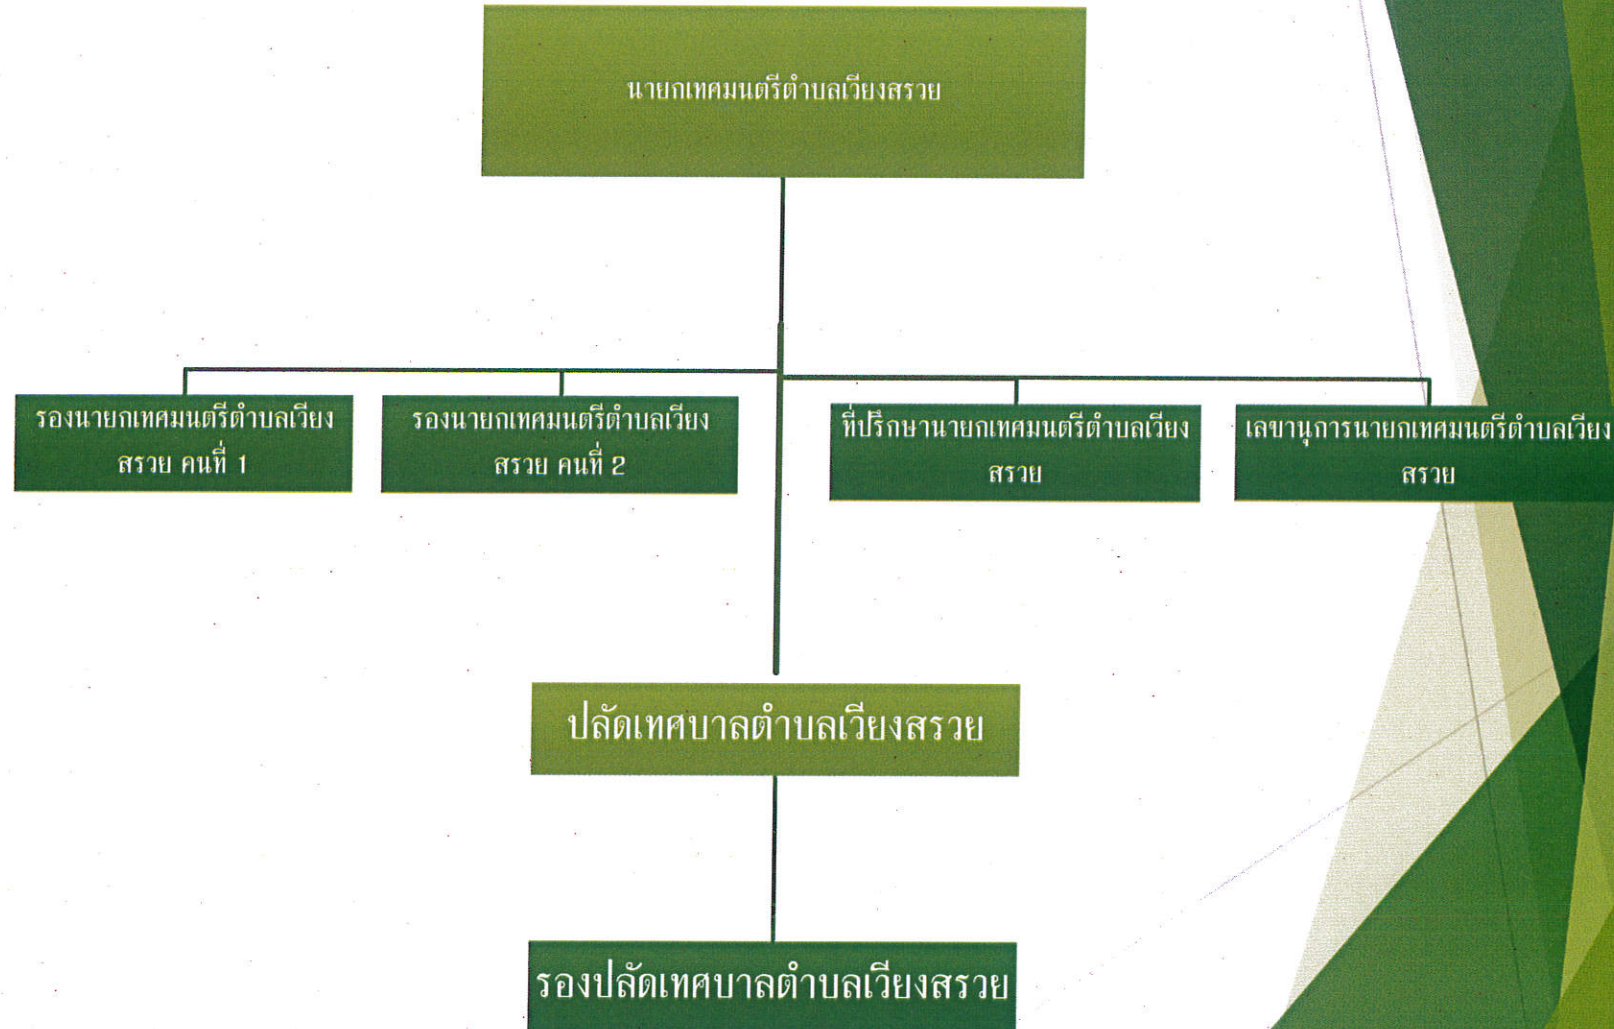 นายกเทศมนตรีตำบลเวียงสรวย
รองนายกเทศมนตรีตำบลเวียง
สรวย คนที่ 1
รองนายกเทศมนตรีตำบลเวียง
สรวย คนที่ 2
ที่ปรึกษานายกเทศมนตรีตำบลเวียง
สรวย
เลขานุการนายกเทศมนตรีตำบลเวียง
สรวย
ปลัดเทศบาลตำบลเวียงสรวย
รองปลัดเทศบาลตำบลเวียงสรวย